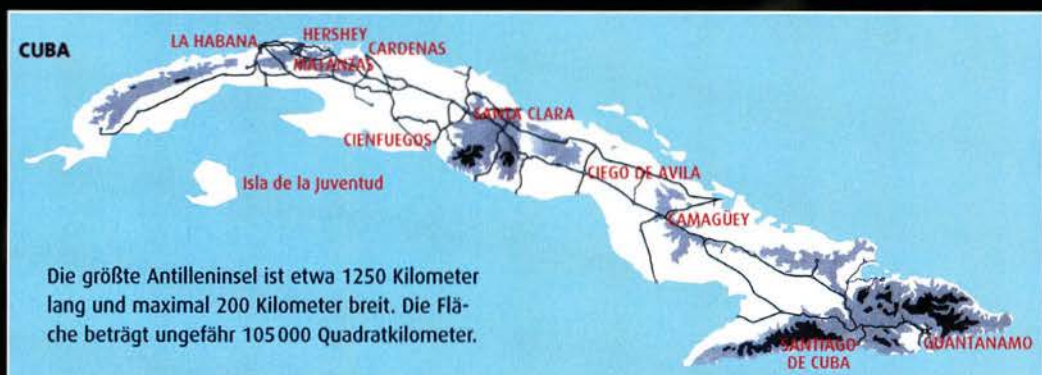 CUBA
LA HABANA
HERSHEY
CARDENAS
MATANZAS
SANTA CLARA
CIENFUEGOS
CIEGO DE AVILA
Isla de la Juventud
CAMAGÜEY
Die größte Antilleninsel ist etwa 1250 Kilometer
lang und maximal 200 Kilometer breit. Die Flä-
che beträgt ungefähr 105 000 Quadratkilometer.
SANTIAGO
DE CUBA
GUANTANAMO